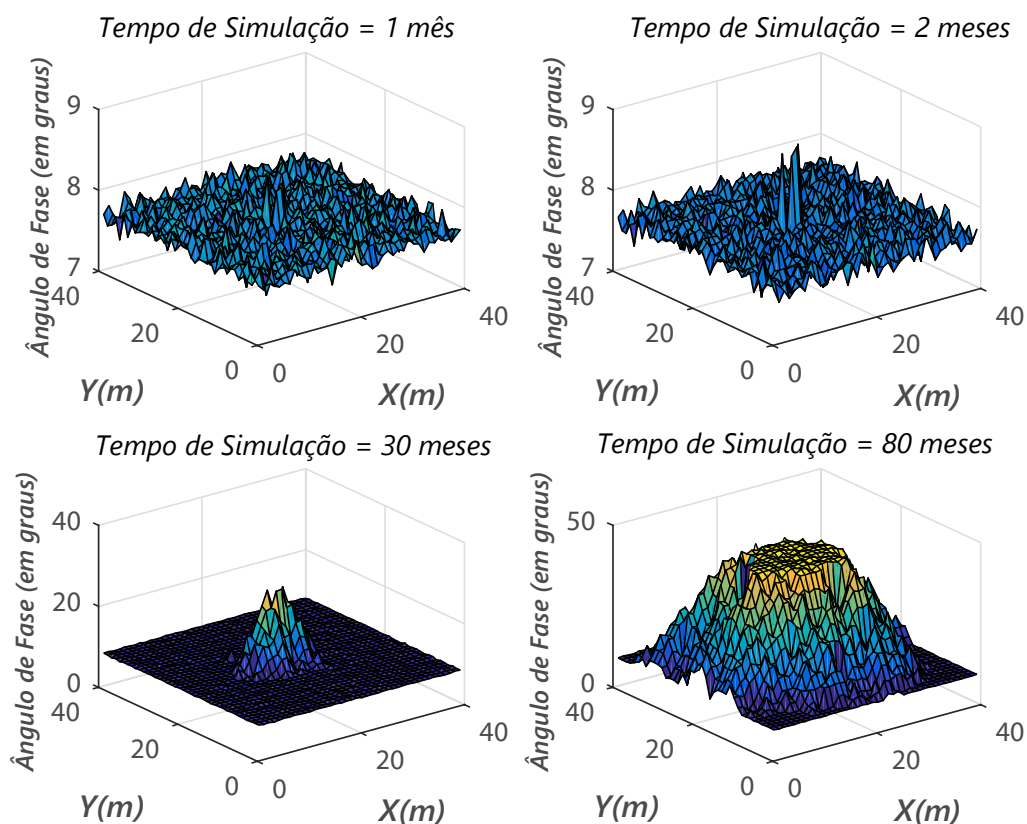 Tempo de Simulação = 1 mês
Ângulo de Fase (em graus)
9
8
7
40
20
0
Y(m)
0
20
40
X(m)
Tempo de Simulação = 2 meses
Ângulo de Fase (em graus)
9
8
7
40
20
0
Y(m)
0
20
40
X(m)
Tempo de Simulação = 30 meses
Ângulo de Fase (em graus)
40
20
0
40
20
0
Y(m)
0
20
40
X(m)
Tempo de Simulação = 80 meses
Ângulo de Fase (em graus)
50
0
40
20
0
Y(m)
0
20
40
X(m)